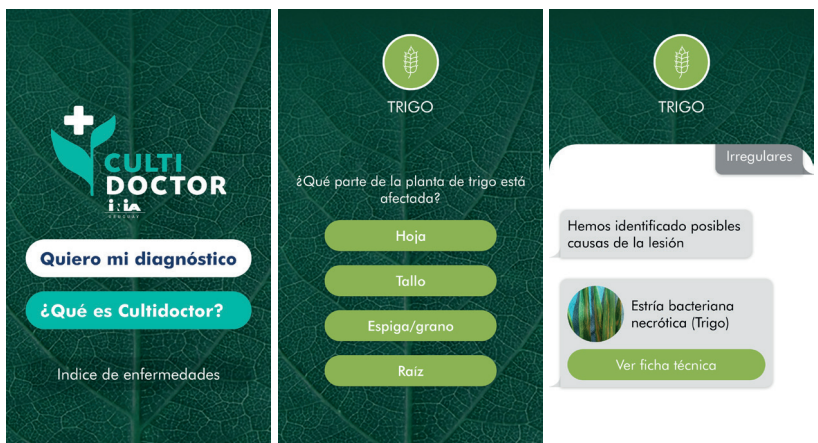 CULTI
DOCTOR
inia
URUGUAY
Quiero mi diagnóstico
¿Qué es Cultidoctor?
Indice de enfermedades
TRIGO
¿Qué parte de la planta de trigo está
afectada?
Hoja
Tallo
Espiga/grano
Raíz
TRIGO
Irregulares
Hemos identificado posibles
causas de la lesión
Estría bacteriana
necrótica (Trigo)
Ver ficha técnica